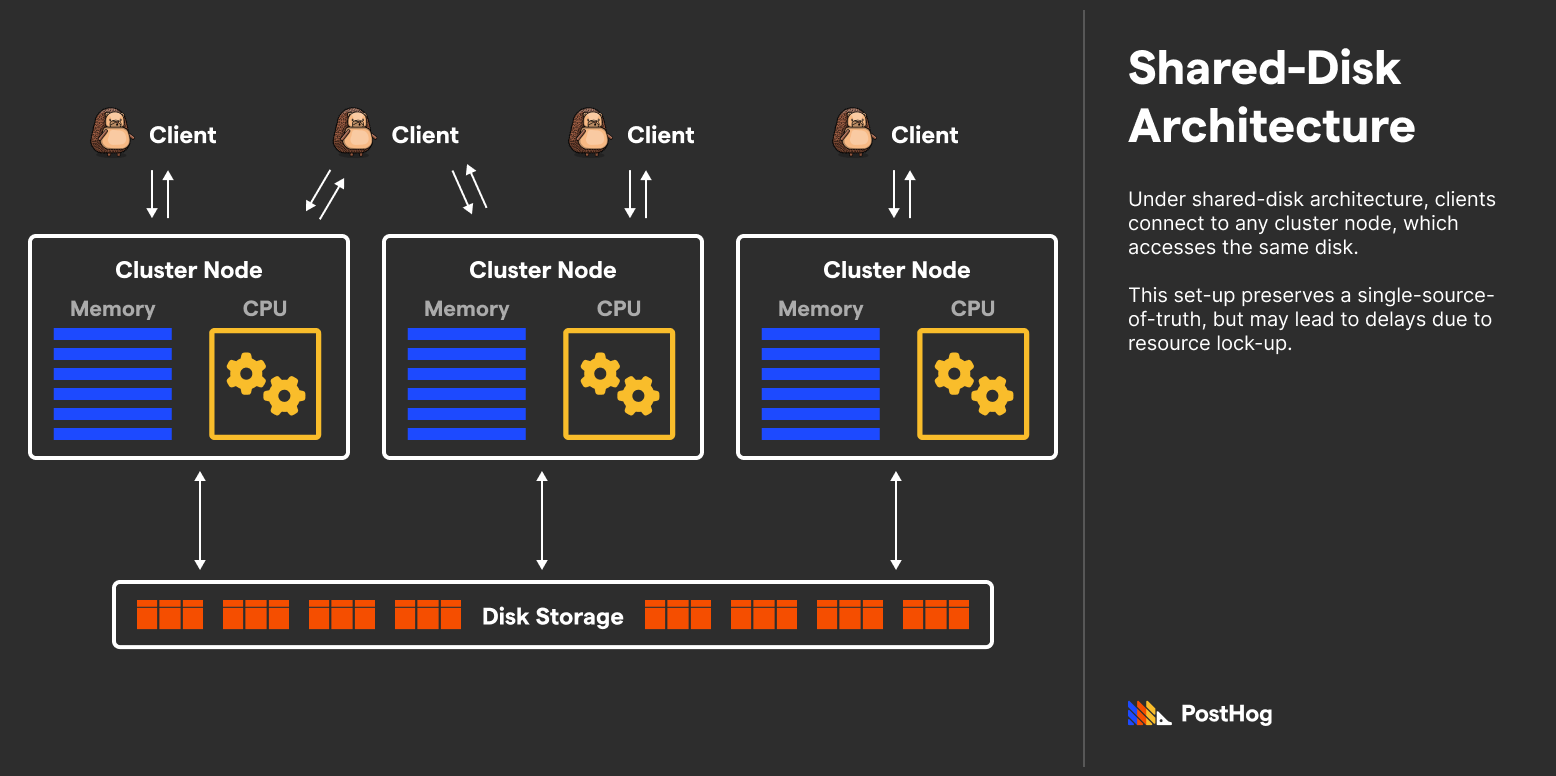 Client
Client
Client
Client
Cluster Node
Memory
CPU
Cluster Node
Memory
CPU
Cluster Node
Memory
CPU
Disk Storage
Shared-Disk
Architecture
Under shared-disk architecture, clients
connect to any cluster node, which
accesses the same disk.
This set-up preserves a single-source-
of-truth, but may lead to delays due to
resource lock-up.
PostHog